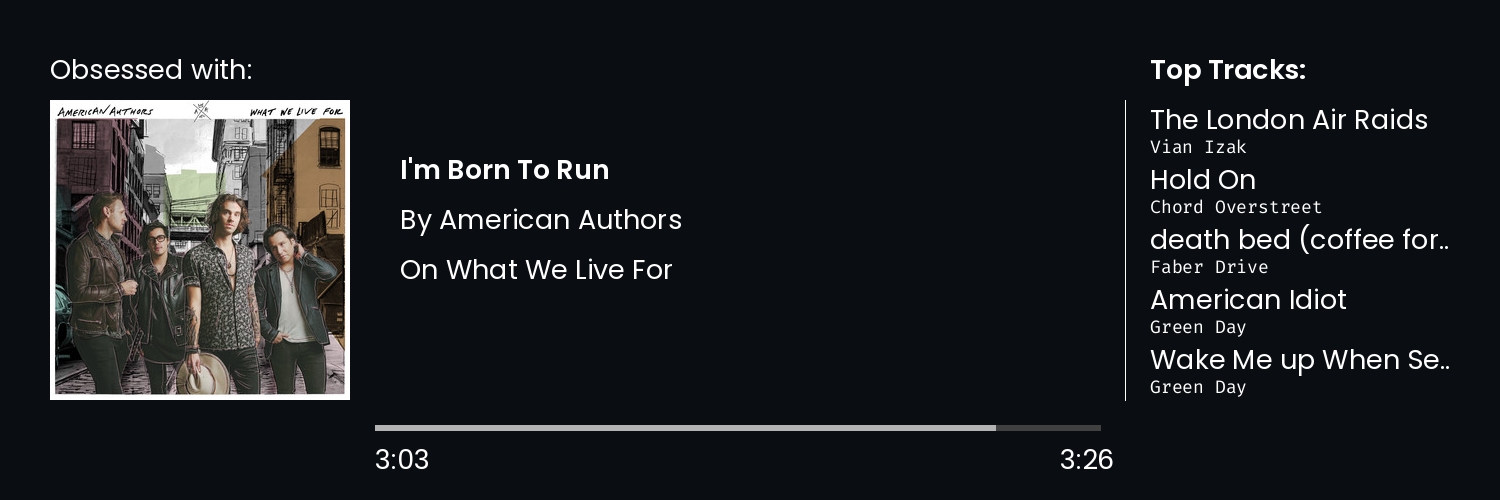 Obsessed with:
AMERICAN AUTHORS
WHAT WE LIVE FOR
I'm Born To Run
By American Authors
On What We Live For
3:03
3:26
Top Tracks:
The London Air Raids
Vian Izak
Hold On
Chord Overstreet
death bed (coffee for..
Faber Drive
American Idiot
Green Day
Wake Me up When Se..
Green Day